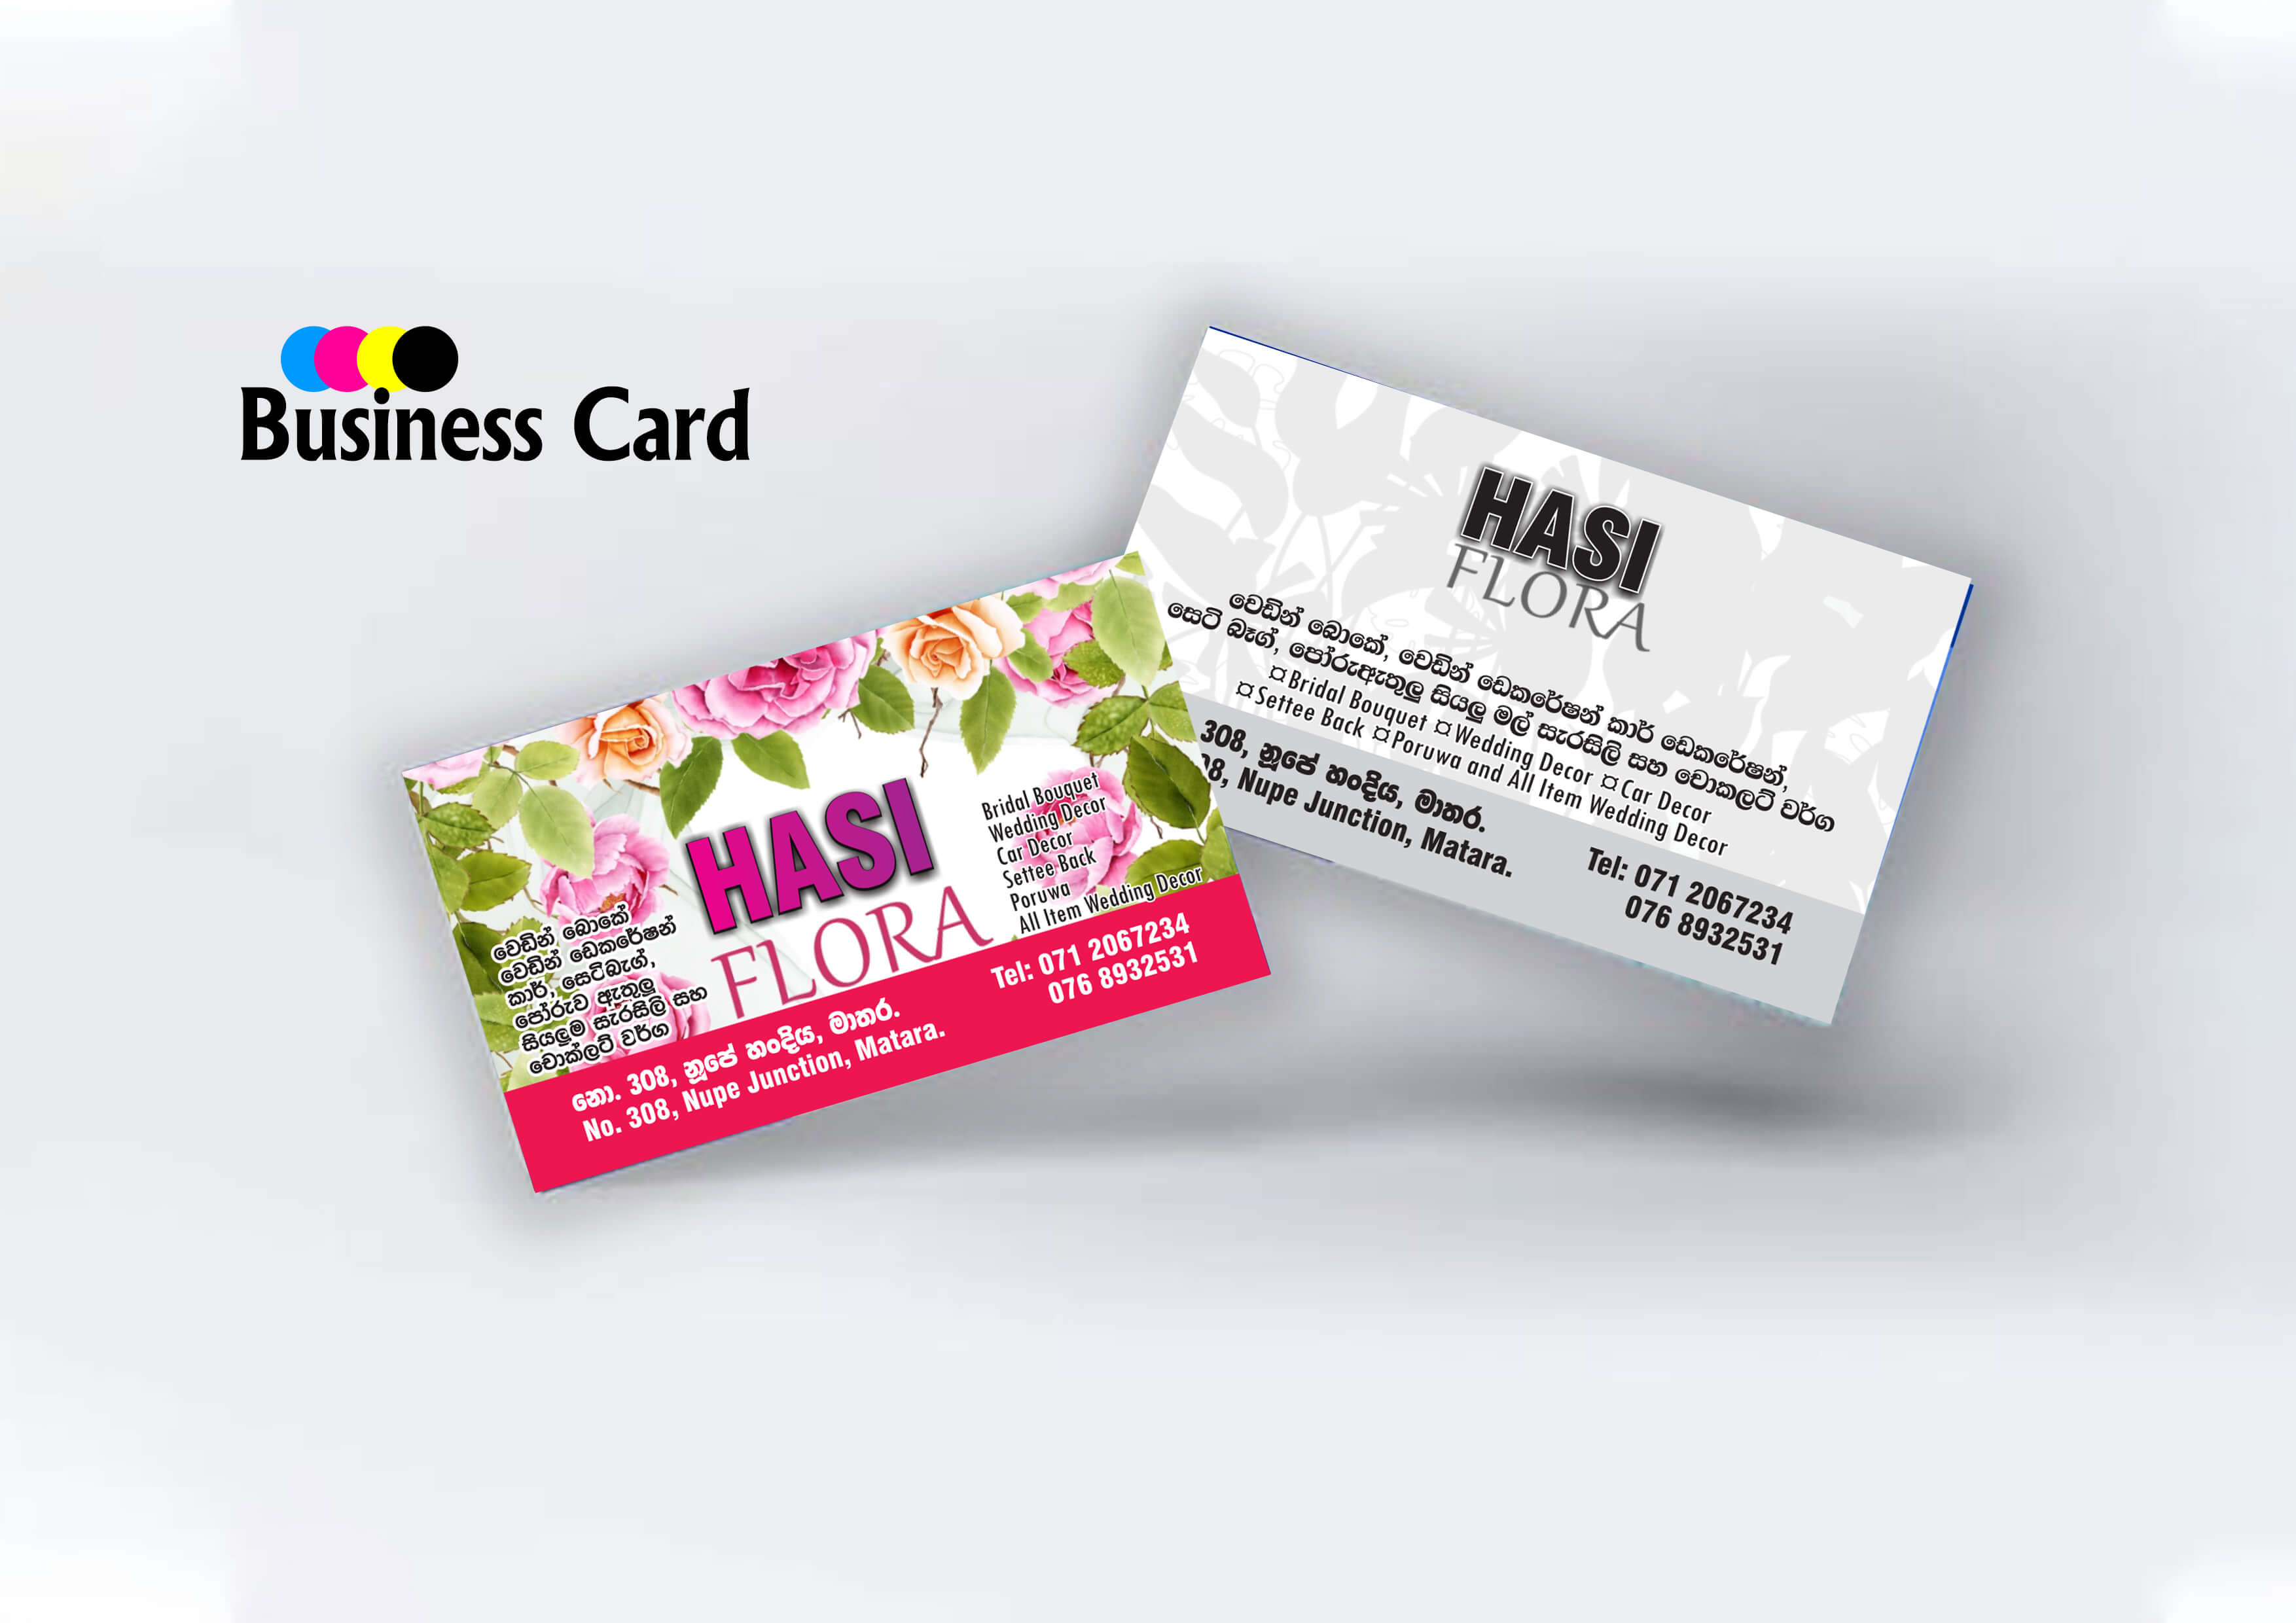 Business Card
HASI
FLORA
වෙඩින් බොකේ
වෙඩින් ඩෙකරේෂන්
කාර්, සෙටිබැග්,
පෝරුව ඇතුලු
සියලුම සැරසිලි සහ
චොක්ලට් වර්ග
Bridal Bouquet
Wedding Decor
Car Decor
Settee Back
Poruwa
All Item Wedding Decor
නො. 308, නූපේ හංදිය, මාතර.
No. 308, Nupe Junction, Matara.
Tel: 071 2067234
076 8932531
HASI
FLORA
වෙඩින් බොකේ, වෙඩින් ඩෙකරේෂන් කාර් ඩෙකරේෂන්,
සෙටි බෑග්, පෝරුඇතුලු සියලු මල් සැරසිලි සහ චොකලට් වර්ග
¤Bridal Bouquet ¤Wedding Decor ¤Car Decor
¤Settee Back ¤Poruwa and All Item Wedding Decor
308, නූපේ හංදිය, මාතර.
8, Nupe Junction, Matara.
Tel: 071 2067234
076 8932531